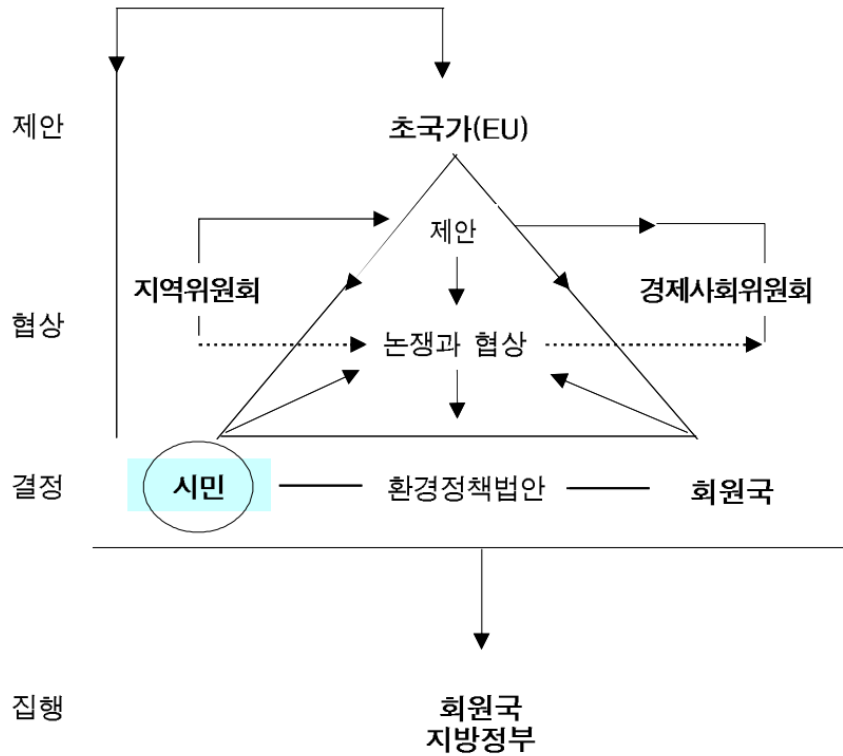 제안
초국가(EU)
제안
지역위원회
경제사회위원회
협상
논쟁과 협상
결정
시민
환경정책법안
회원국
집행
회원국
지방정부